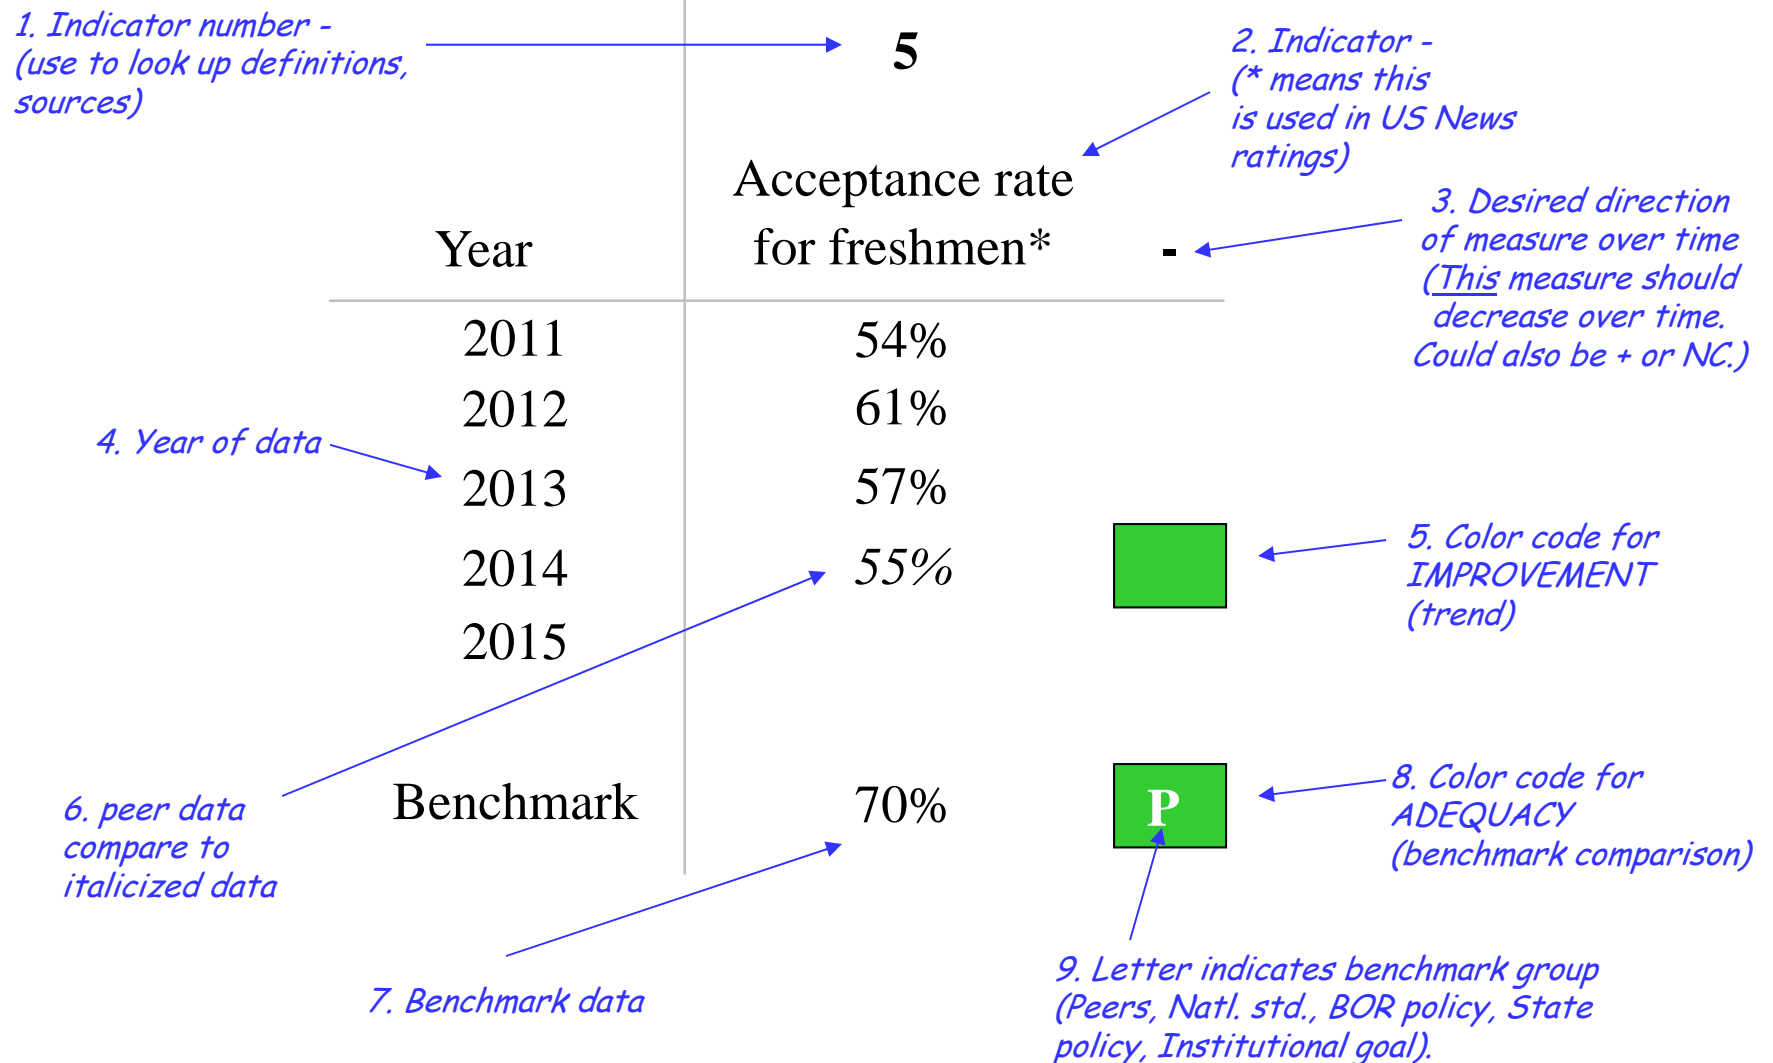 1. Indicator number -
(use to look up definitions,
sources)
5
2. Indicator -
(* means this
is used in US News
ratings)
Acceptance rate
for freshmen*
Year
-
3. Desired direction
of measure over time
(This measure should
decrease over time.
Could also be + or NC.)
2011 54%
2012 61%
4. Year of data
2013 57%
2014 55%
5. Color code for
IMPROVEMENT
(trend)
2015
6. peer data
compare to
italicized data
Benchmark 70% P
8. Color code for
ADEQUACY
(benchmark comparison)
7. Benchmark data
9. Letter indicates benchmark group
(Peers, Natl. std., BOR policy, State
policy, Institutional goal).